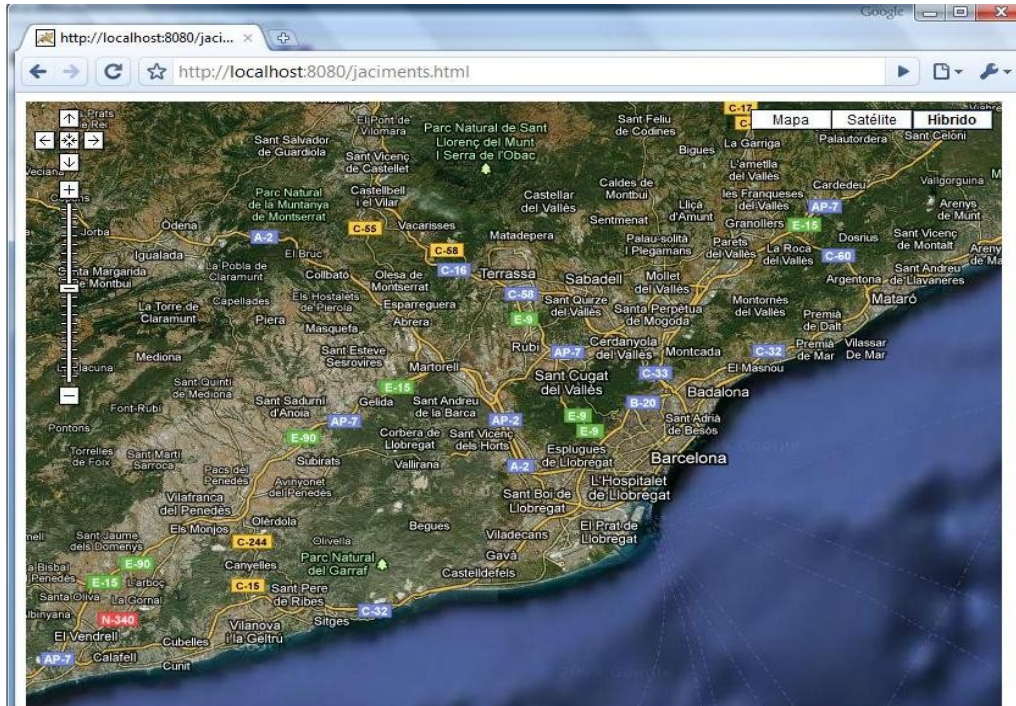 Google
http://localhost:8080/jaci...
http://localhost:8080/jaciments.html
Mapa
Satélite
Híbrido
C-17
El Pont de
Vilomara
Parc Natural de Sant
Llorenç del Munt
I Serra de l'Obac
Sant Feliu
de Codines
Bigues
La Garriga
Palautordera
Sant Celoni
Sant Salvador
de Guardiola
Sant Vicenç
de Castellet
L'ametlla
del Vallès
Parc Natural
de la Muntanya
de Montserrat
Castellbell
i el Vilar
Castellar
del Vallès
Caldes de
Montbui
Lliçà
d'Amunt
les Franqueses
del Vallès
Cardedeu
Vallgorguina
AP-7
Arenys
de Munt
Òdena
Jorba
A-2
C-55
Vacarisses
Matadepera
Sentmenat
Granollers
E-15
Igualada
El Bruc
C-58
Palau-solità
i Plegamans
Parets
del Vallès
La Roca
del Vallès
Dosrius
Sant Vicenç
de Montalt
C-60
Santa Margarida
de Montbui
La Pobla de
Claramunt
Collbató
Olesa de
Montserrat
C-16
Terrassa
Sabadell
Mollet
del Vallès
Argentona
Sant Andreu
de Llavaneres
La Torre de
Claramunt
Capellades
Els Hostalets
de Pierola
Esparreguera
C-58
Sant Quirze
del Vallès
Santa Perpètua
de Mogoda
Montornès
del Vallès
Mataró
Piera
Masquefa
Abrera
E-9
Premià
de Dalt
Mediona
Sant Esteve
Sesrovires
Rubí
AP-7
Cerdanyola
del Vallès
Montcada
C-32
Premià
de Mar
Vilassar
De Mar
Martorell
El Masnou
Sant Quintí
de Mediona
E-15
Sant Cugat
del Vallès
C-33
Badalona
Font-Rubí
Sant Sadurní
d'Anoia
Gelida
Sant Andreu
de la Barca
B-20
Pontons
AP-7
AP-2
E-9
Sant Adrià
de Besòs
E-90
Corbera de
Llobregat
Sant Vicenç
dels Horts
E-9
Torrelles
de Foix
Sant Martí
Sarroca
Subirats
Vallirana
Esplugues
de Llobregat
Barcelona
Pacs del
Penedès
Avinyonet
del Penedès
A-2
L'Hospitalet
de Llobregat
Vilafranca
del Penedès
Sant Boi de
Llobregat
Els Monjos
Olèrdola
Begues
Viladecans
El Prat de
Llobregat
Sant Jaume
dels Domenys
C-244
Olivella
Gavà
E-90
Canyelles
Parc Natural
del Garraf
Castelldefels
a Bisbal
l Penedès
E-15
L'arboç
C-15
Sant Pere
de Ribes
Santa Oliva
La Gornal
C-32
N-340
Sitges
El Vendrell
Vilanova
i la Geltrú
Cubelles
AP-7
Calafell
Cunit